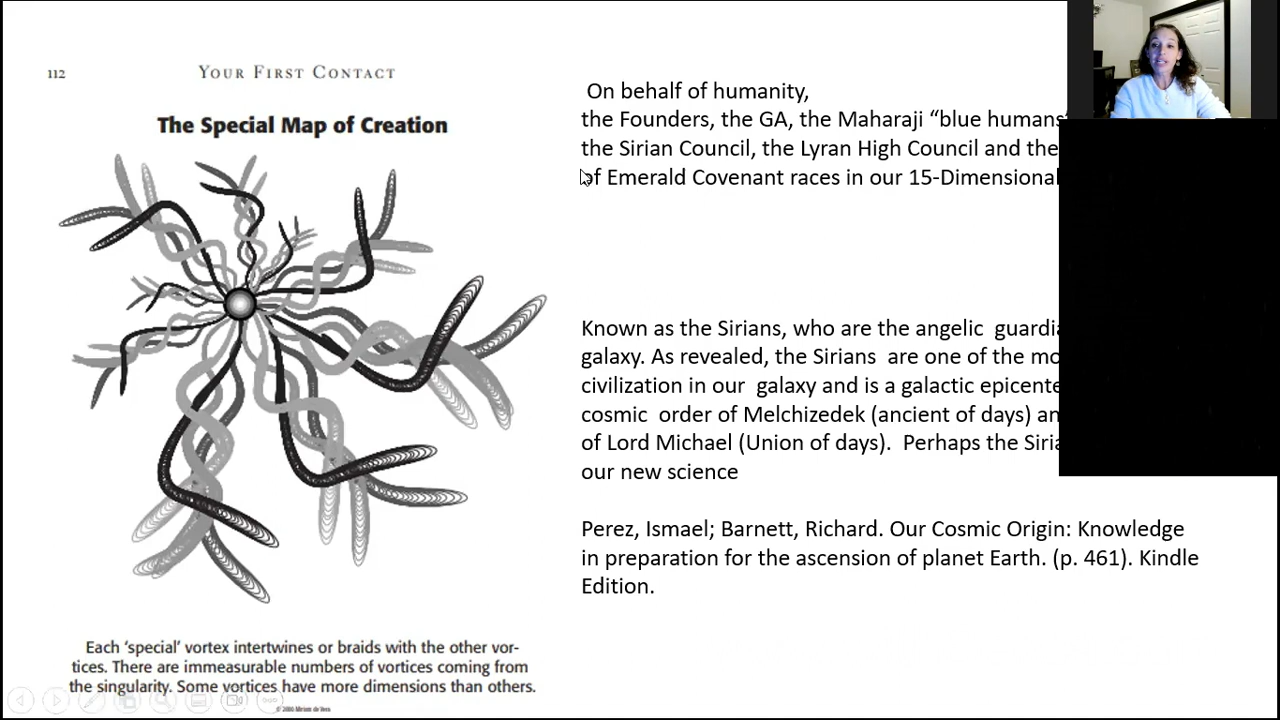 112
YOUR FIRST CONTACT
The Special Map of Creation
Each ‘special’ vortex intertwines or braids with the other vor-
tices. There are immeasurable numbers of vortices coming from
the singularity. Some vortices have more dimensions than others.
On behalf of humanity,
the Founders, the GA, the Maharaji “blue humans
the Sirian Council, the Lyran High Council and the
of Emerald Covenant races in our 15-Dimensional
Known as the Sirians, who are the angelic guardia
galaxy. As revealed, the Sirians are one of the mo
civilization in our galaxy and is a galactic epicente
cosmic order of Melchizedek (ancient of days) an
of Lord Michael (Union of days). Perhaps the Siria
our new science
Perez, Ismael; Barnett, Richard. Our Cosmic Origin: Knowledge
in preparation for the ascension of planet Earth. (p. 461). Kindle
Edition.